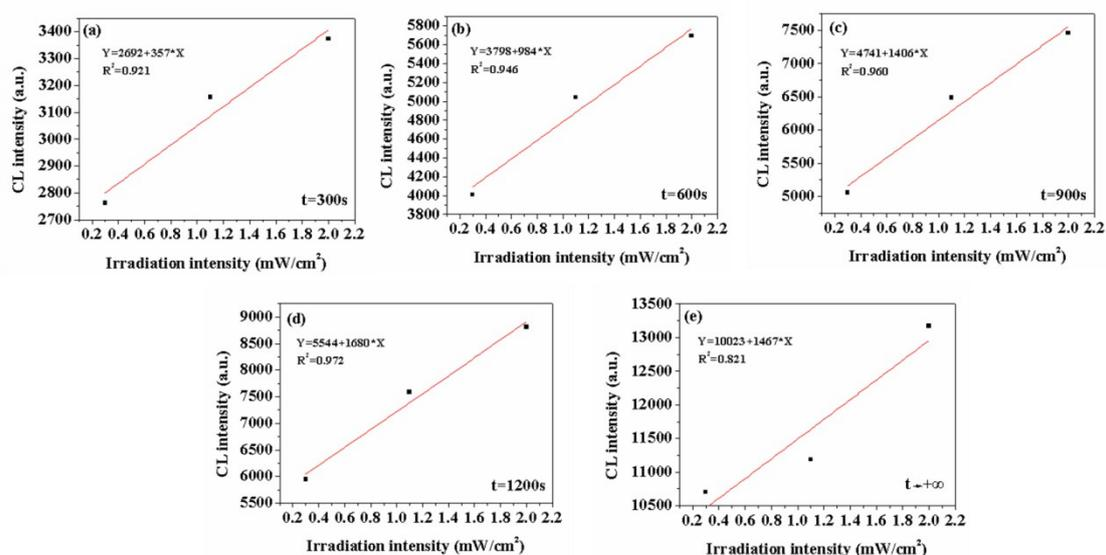 (a)
Y=2692+357*X
R²=0.921
3400
3300
3200
3100
3000
2900
2800
2700
CL intensity (a.u.)
t=300s
0.2 0.4 0.6 0.8 1.0 1.2 1.4 1.6 1.8 2.0 2.2
Irradiation intensity (mW/cm²)
(b)
Y=3798+984*X
R²=0.946
5800
5600
5400
5200
5000
4800
4600
4400
4200
4000
3800
CL intensity (a.u.)
t=600s
0.2 0.4 0.6 0.8 1.0 1.2 1.4 1.6 1.8 2.0 2.2
Irradiation intensity (mW/cm²)
(c)
Y=4741+1406*X
R²=0.960
7500
7000
6500
6000
5500
5000
CL intensity (a.u.)
t=900s
0.2 0.4 0.6 0.8 1.0 1.2 1.4 1.6 1.8 2.0 2.2
Irradiation intensity (mW/cm²)
(d)
Y=5544+1680*X
R²=0.972
9000
8500
8000
7500
7000
6500
6000
5500
CL intensity (a.u.)
t=1200s
0.2 0.4 0.6 0.8 1.0 1.2 1.4 1.6 1.8 2.0 2.2
Irradiation intensity (mW/cm²)
(e)
Y=10023+1467*X
R²=0.821
13500
13000
12500
12000
11500
11000
10500
CL intensity (a.u.)
t→+∞
0.2 0.4 0.6 0.8 1.0 1.2 1.4 1.6 1.8 2.0 2.2
Irradiation intensity (mW/cm²)